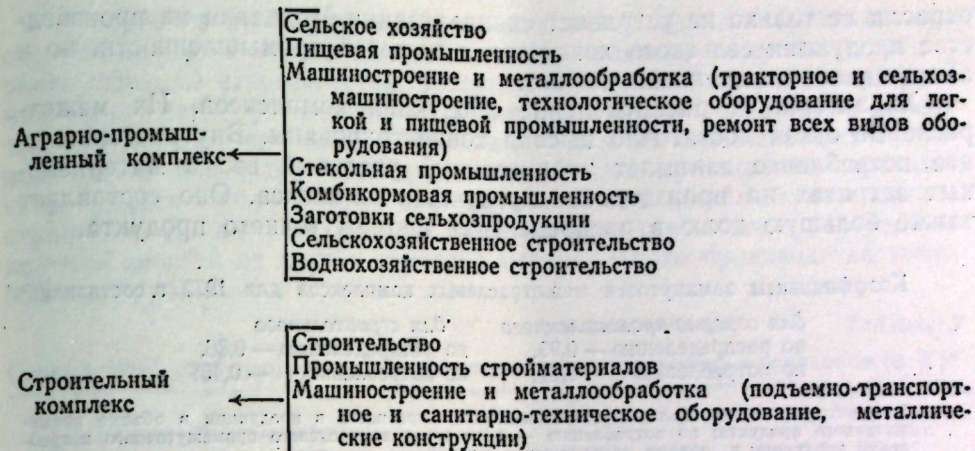 Сельское хозяйство
Пищевая промышленность
Машиностроение и металлообработка (тракторное и сельхоз-
машиностроение, технологическое оборудование для лег-
кой и пищевой промышленности, ремонт всех видов обо-
рудования)
Аграрно-промыш-
ленный комплекс
Стекольная промышленность
Комбикормовая промышленность
Заготовки сельхозпродукции
Сельскохозяйственное строительство
Воднохозяйственное строительство
Строительство
Промышленность стройматериалов
Строительный
комплекс
Машиностроение и металлообработка (подъемно-транспорт-
ное и санитарно-техническое оборудование, металличе-
ские конструкции)